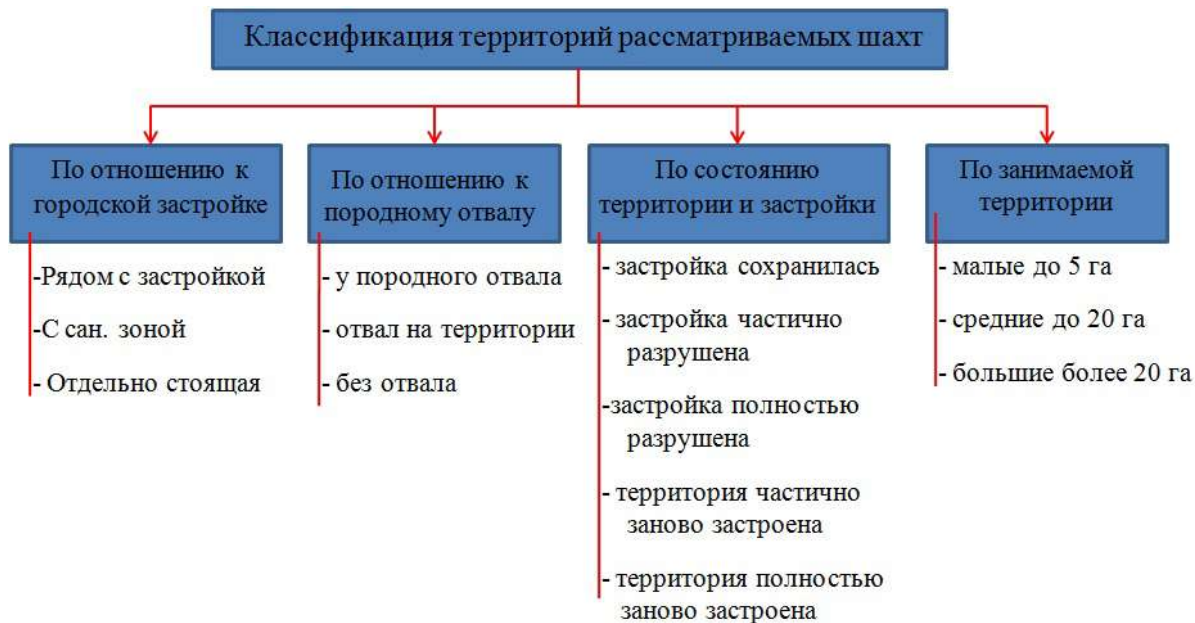 Классификация территорий рассматриваемых шахт
По отношению к
городской застройке
-Рядом с застройкой
-С сан. зоной
- Отдельно стоящая
По отношению к
породному отвалу
- у породного отвала
- отвал на территории
- без отвала
По состоянию
территории и застройки
- застройка сохранилась
- застройка частично
разрушена
-застройка полностью
разрушена
- территория частично
заново застроена
- территория полностью
заново застроена
По занимаемой
территории
- малые до 5 га
- средние до 20 га
- большие более 20 га